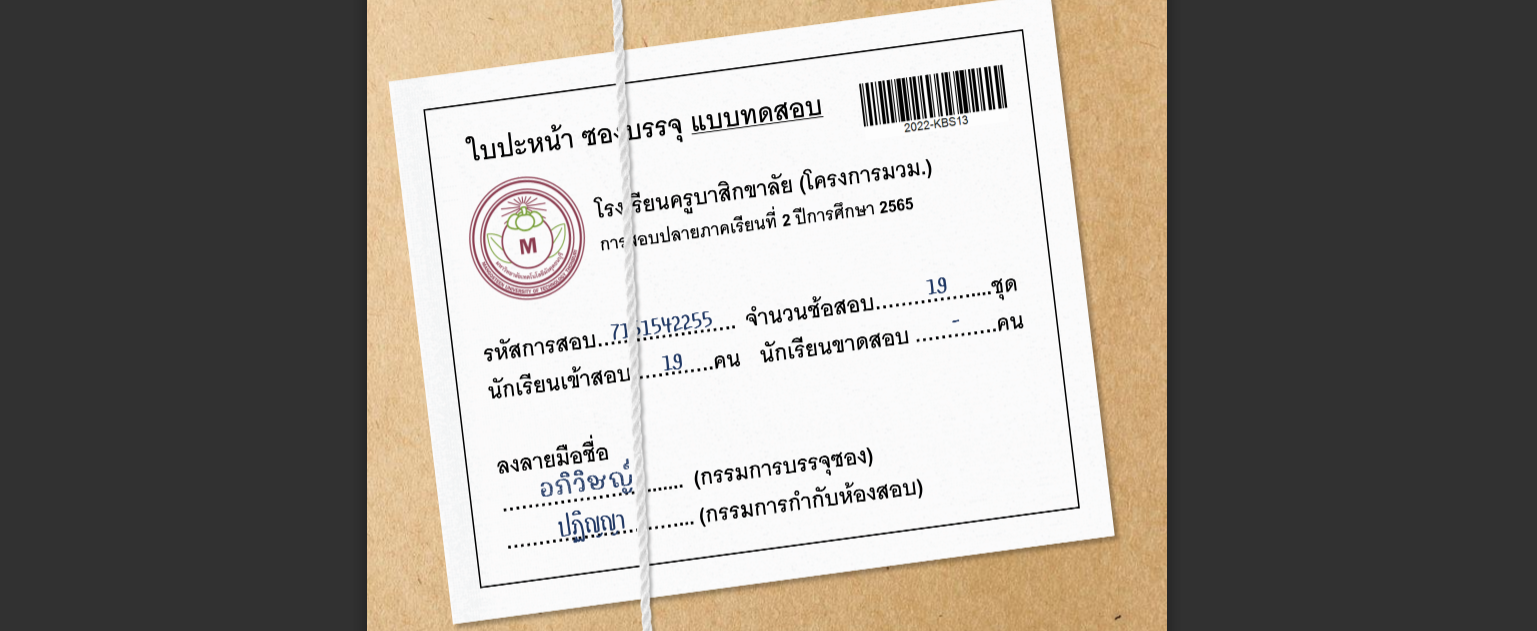 ใบปะหน้า ซองบรรจุ แบบทดสอบ
2022-KBS13
โรงเรียนครูบาสิกขาลัย (โครงการมวม.)
การสอบปลายภาคเรียนที่ 2 ปีการศึกษา 2565
M
รหัสการสอบ.......................... จำนวนข้อสอบ....19....ชุด
นักเรียนเข้าสอบ ....19....คน นักเรียนขาดสอบ ....-....คน
ลงลายมือชื่อ
อภิวิษญ์ (กรรมการบรรจุซอง)
ปฏิญญา (กรรมการกำกับห้องสอบ)